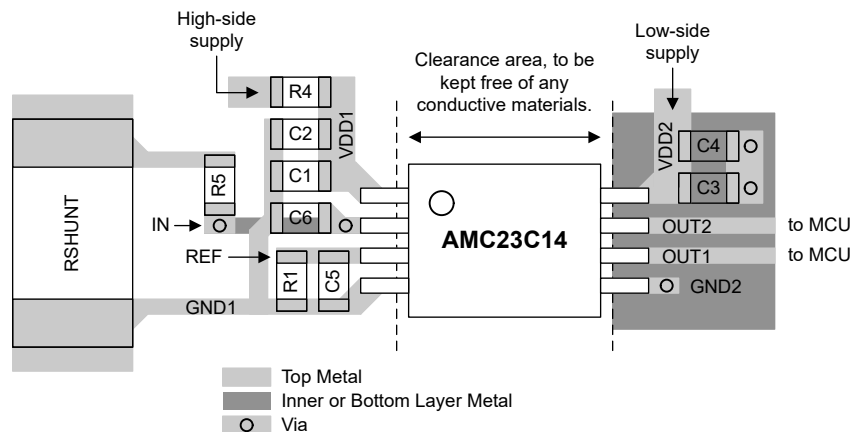 High-side
supply
Low-side
supply
Clearance area, to be
kept free of any
conductive materials.
R4
C2
C1
C6
VDD1
R5
IN
REF
RSHUNT
R1
C5
GND1
AMC23C14
VDD2
C4
C3
OUT2
to MCU
OUT1
to MCU
GND2
Top Metal
Inner or Bottom Layer Metal
Via